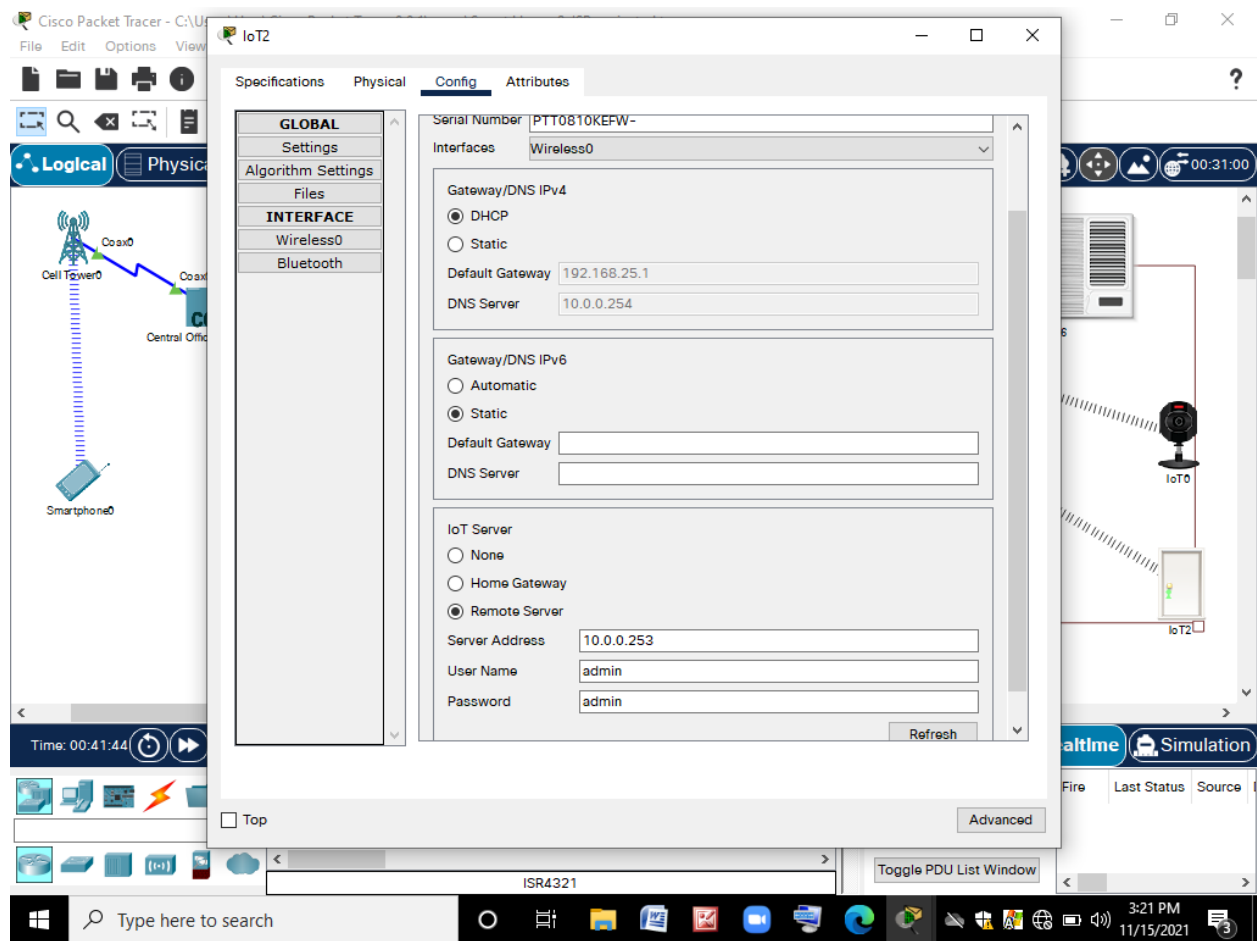 Cisco Packet Tracer - C:\Us
File Edit Options View
IoT2
Specifications Physical Config Attributes
GLOBAL
Settings
Algorithm Settings
Files
INTERFACE
Wireless0
Bluetooth
Serial Number PTT0810KEFW-
Interfaces Wireless0
Gateway/DNS IPv4
DHCP
Static
Default Gateway 192.168.25.1
DNS Server 10.0.0.254
Gateway/DNS IPv6
Automatic
Static
Default Gateway
DNS Server
IoT Server
None
Home Gateway
Remote Server
Server Address 10.0.0.253
User Name admin
Password admin
Refresh
Top
Advanced
Logical Physica
00:31:00
Coax0
Cell Tower0
Coax
Central Offic
Smartphone0
6
IoT0
IoT2
Time: 00:41:44
ealtime Simulation
Fire Last Status Source
ISR4321
Toggle PDU List Window
Type here to search
3:21 PM
11/15/2021
3